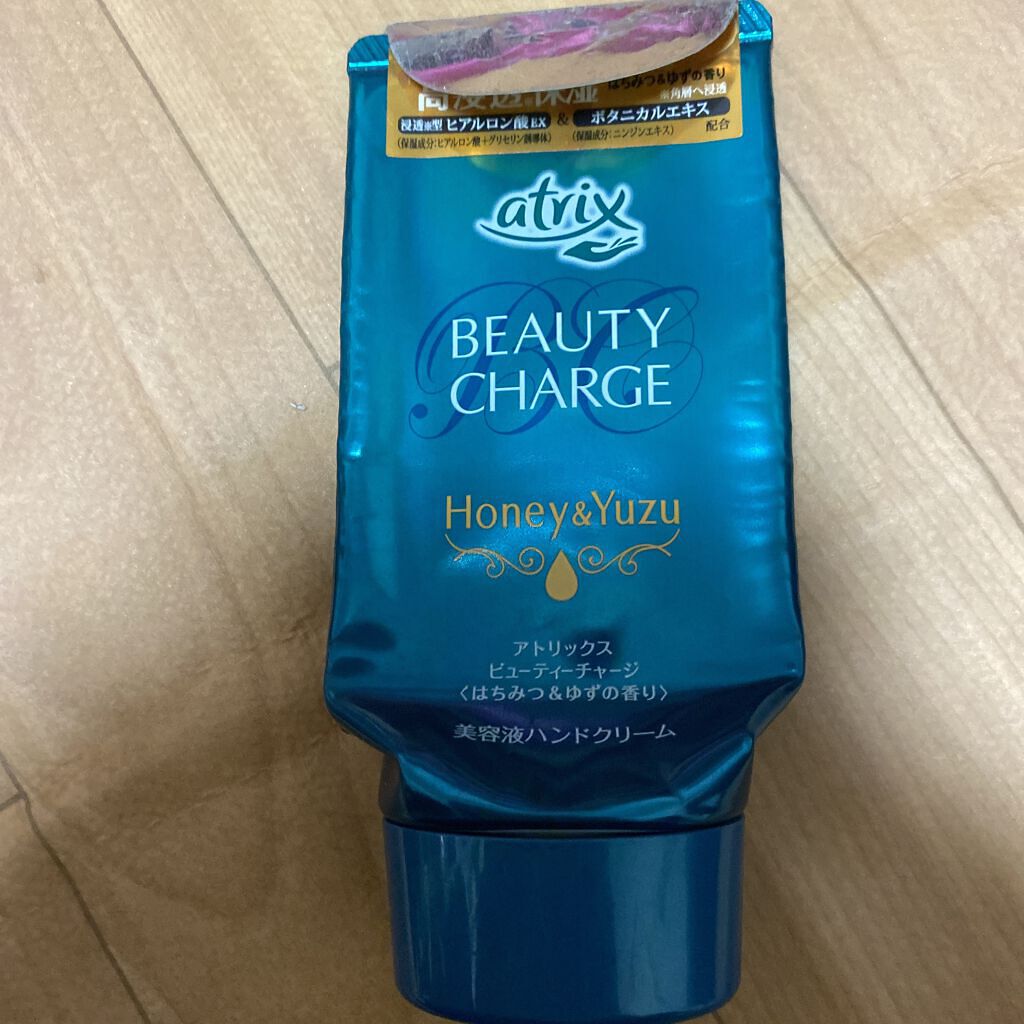 はちみつ&ゆずの香り
高浸透※保湿
※角層へ浸透
浸透※型 ヒアルロン酸EX & ボタニカルエキス 配合
(保湿成分:ヒアルロン酸+グリセリン誘導体) (保湿成分:ニンジンエキス)
atrix
BC
BEAUTY
CHARGE
Honey&Yuzu
アトリックス
ビューティーチャージ
〈はちみつ&ゆずの香り〉
美容液ハンドクリーム